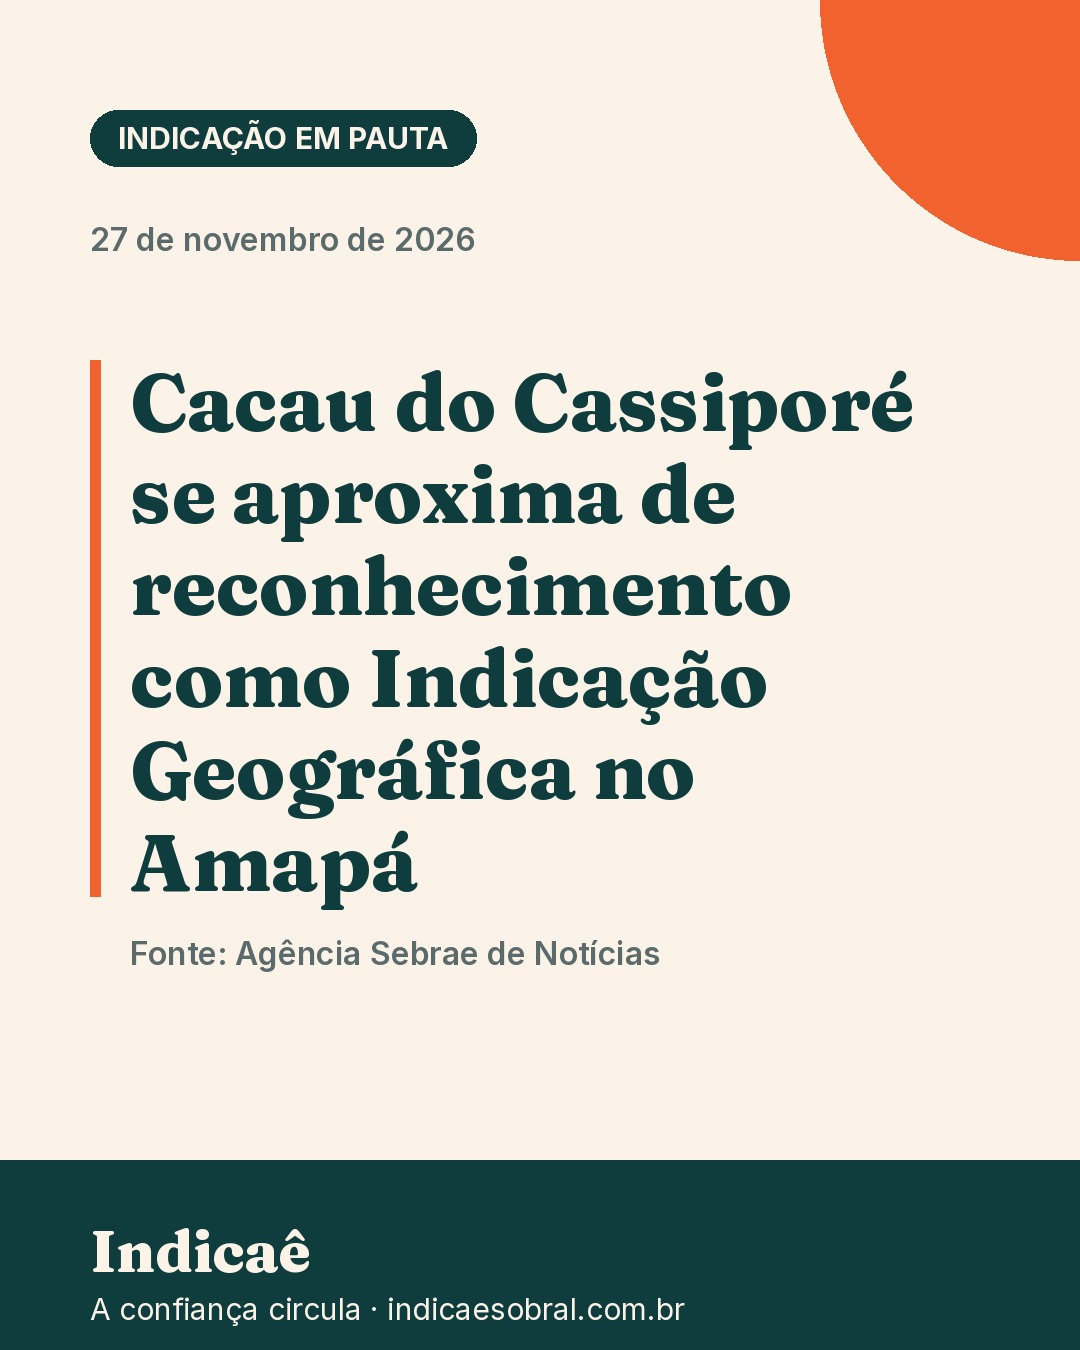 INDICAÇÃO EM PAUTA
27 de novembro de 2026
Cacau do Cassiporé
se aproxima de
reconhecimento
como Indicação
Geográfica no
Amapá
Fonte: Agência Sebrae de Notícias
Indicaê
A confiança circula · indicaesobral.com.br